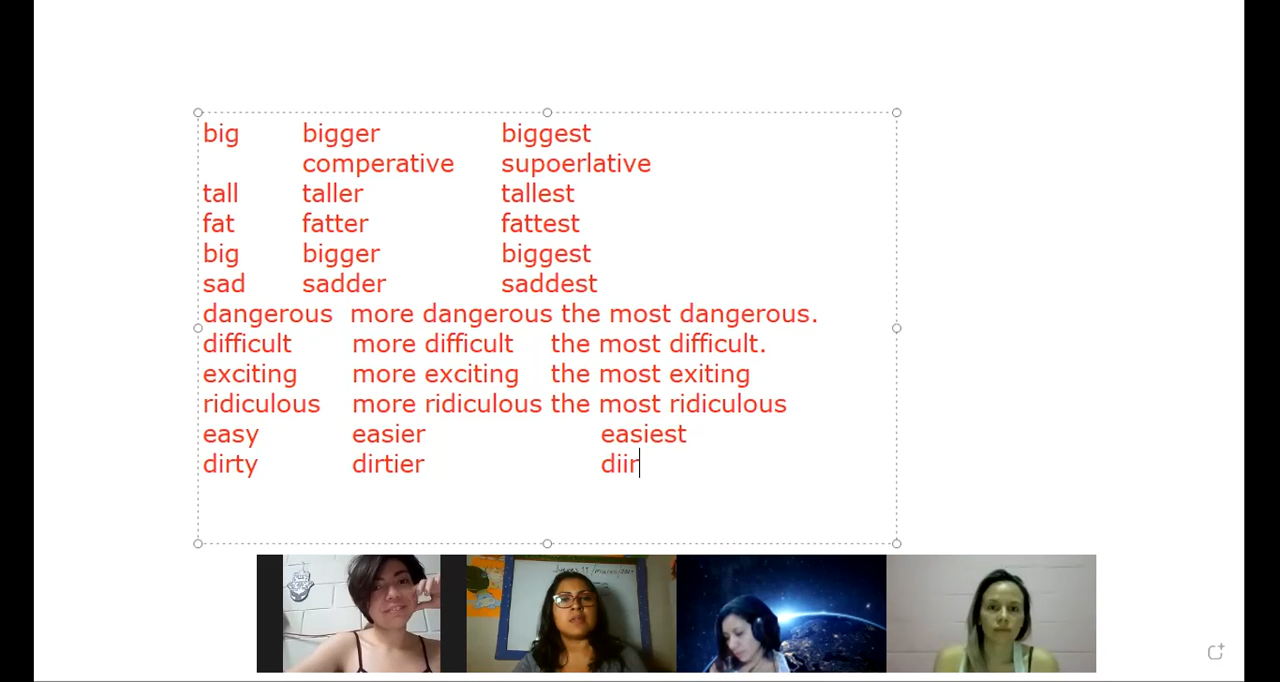 big bigger biggest
comperative supoerlative
tall taller tallest
fat fatter fattest
big bigger biggest
sad sadder saddest
dangerous more dangerous the most dangerous.
difficult more difficult the most difficult.
exciting more exciting the most exiting
ridiculous more ridiculous the most ridiculous
easy easier easiest
dirty dirtier diir